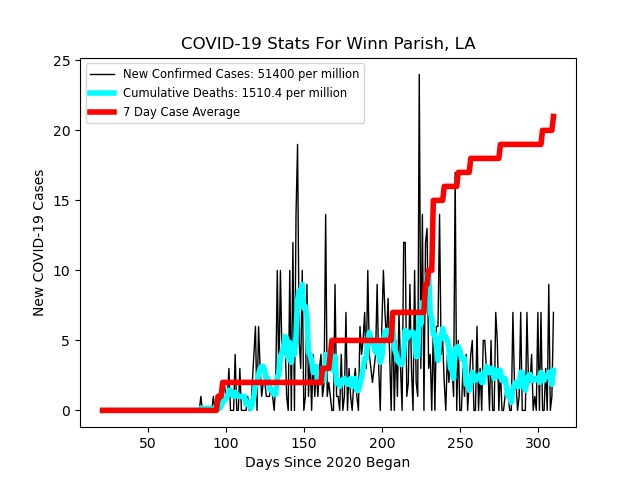 COVID-19 Stats For Winn Parish, LA
New Confirmed Cases: 51400 per million
Cumulative Deaths: 1510.4 per million
7 Day Case Average
New COVID-19 Cases
25
20
15
10
5
0
50 100 150 200 250 300
Days Since 2020 Began